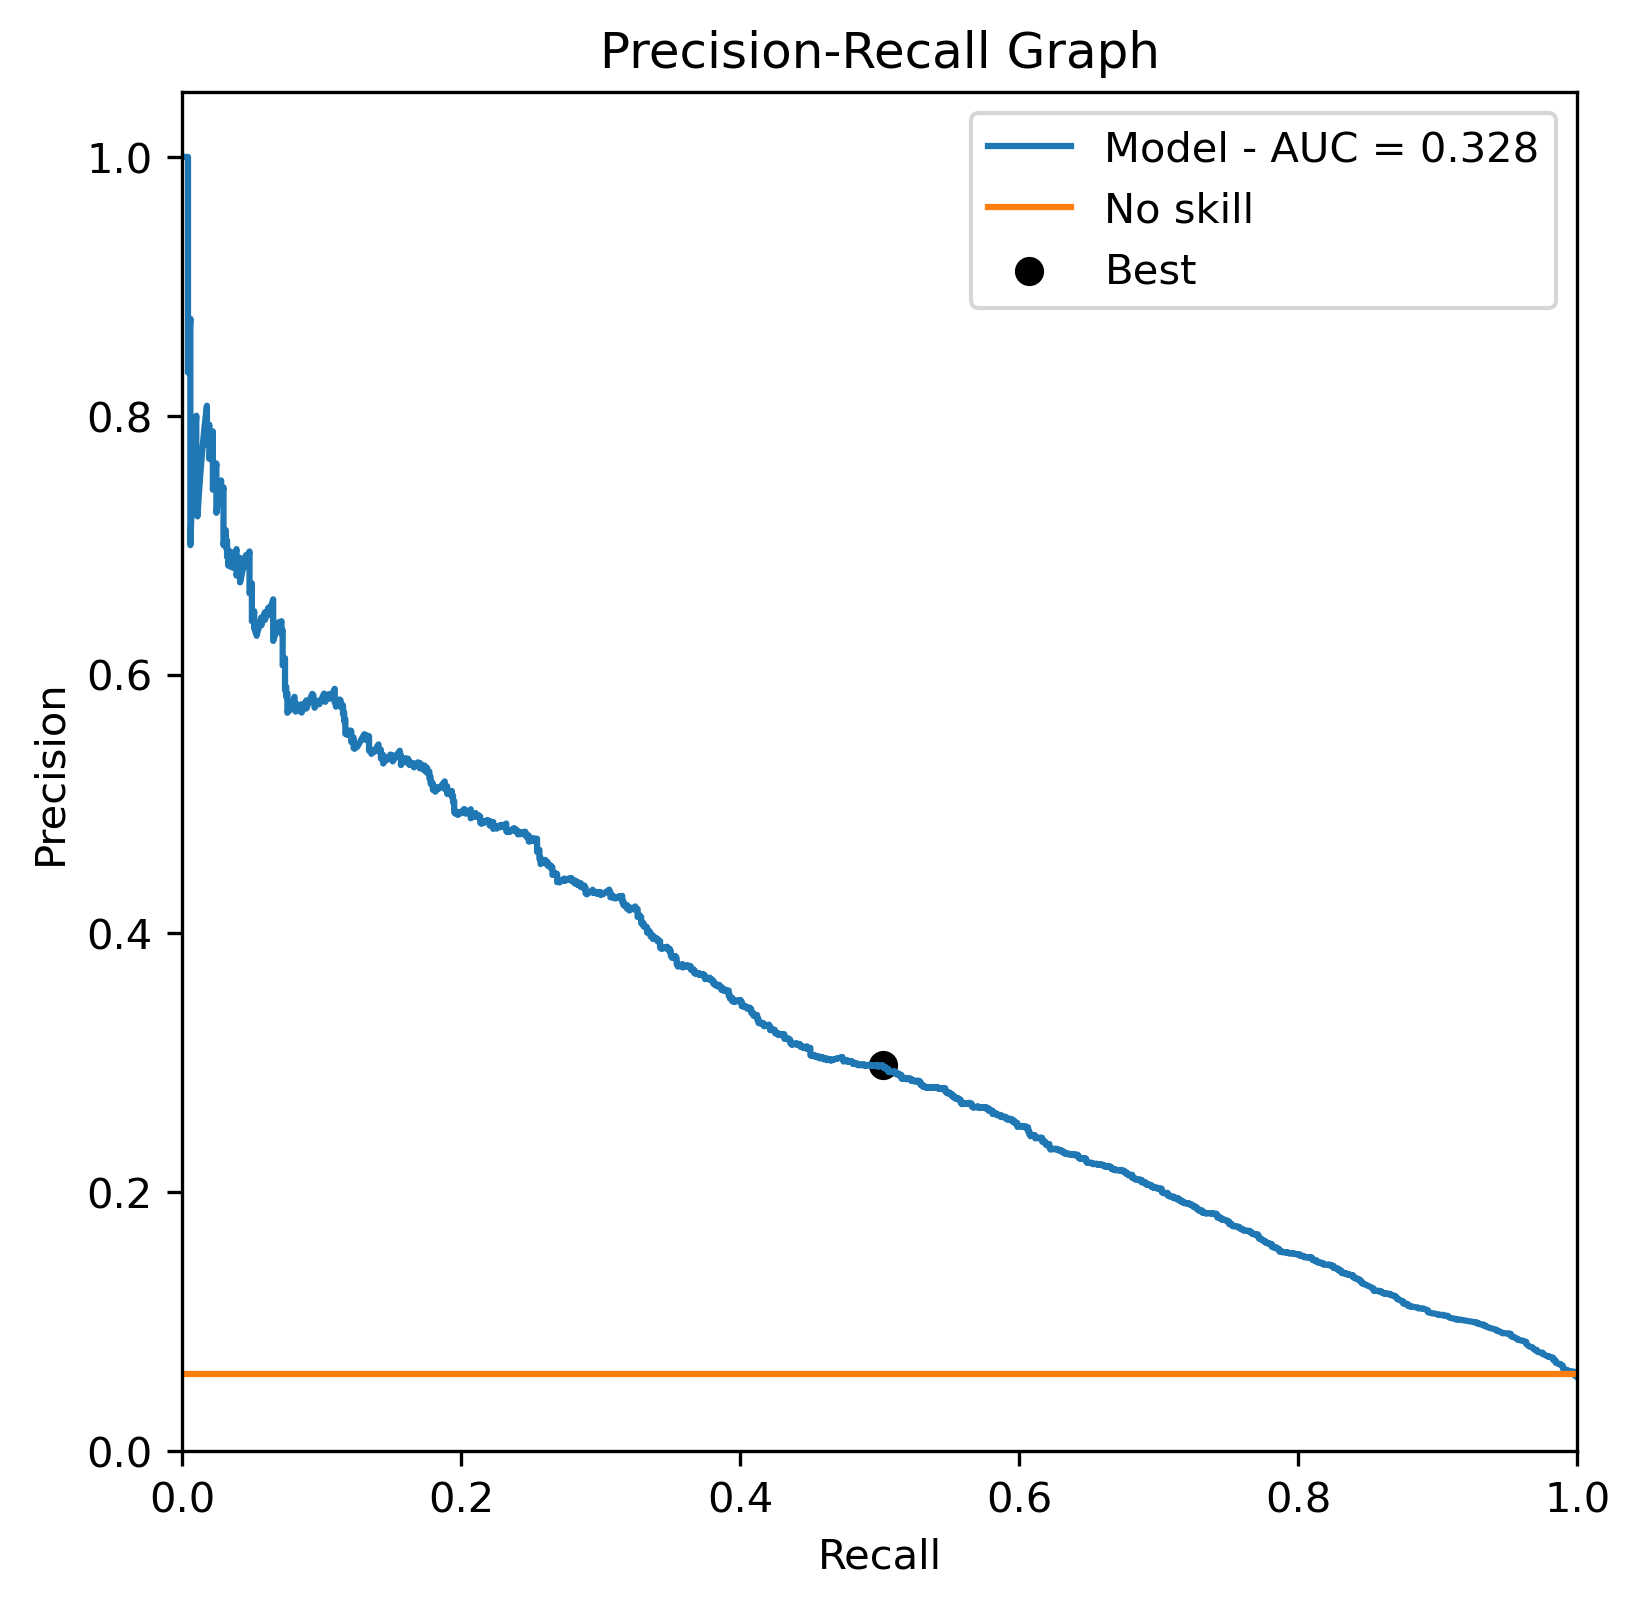 Precision-Recall Graph
Model - AUC = 0.328
No skill
Best
Precision
1.0
0.8
0.6
0.4
0.2
0.0
0.0 0.2 0.4 0.6 0.8 1.0
Recall